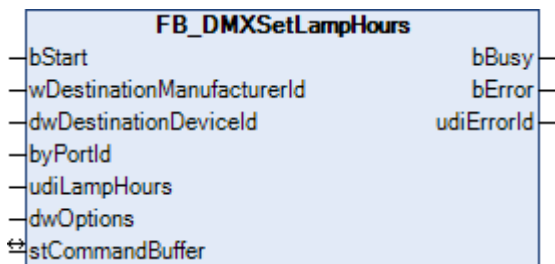 FB_DMXSetLampHours
bStart bBusy
wDestinationManufacturerId bError
dwDestinationDeviceId udiErrorId
byPortId
udiLampHours
dwOptions
stCommandBuffer